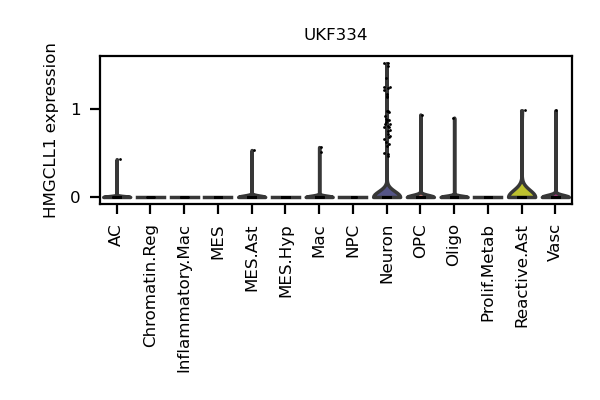 UKF334
HMGCLL1 expression
1
0
AC
Chromatin.Reg
Inflammatory.Mac
MES
MES.Ast
MES.Hyp
Mac
NPC
Neuron
OPC
Oligo
Prolif.Metab
Reactive.Ast
Vasc